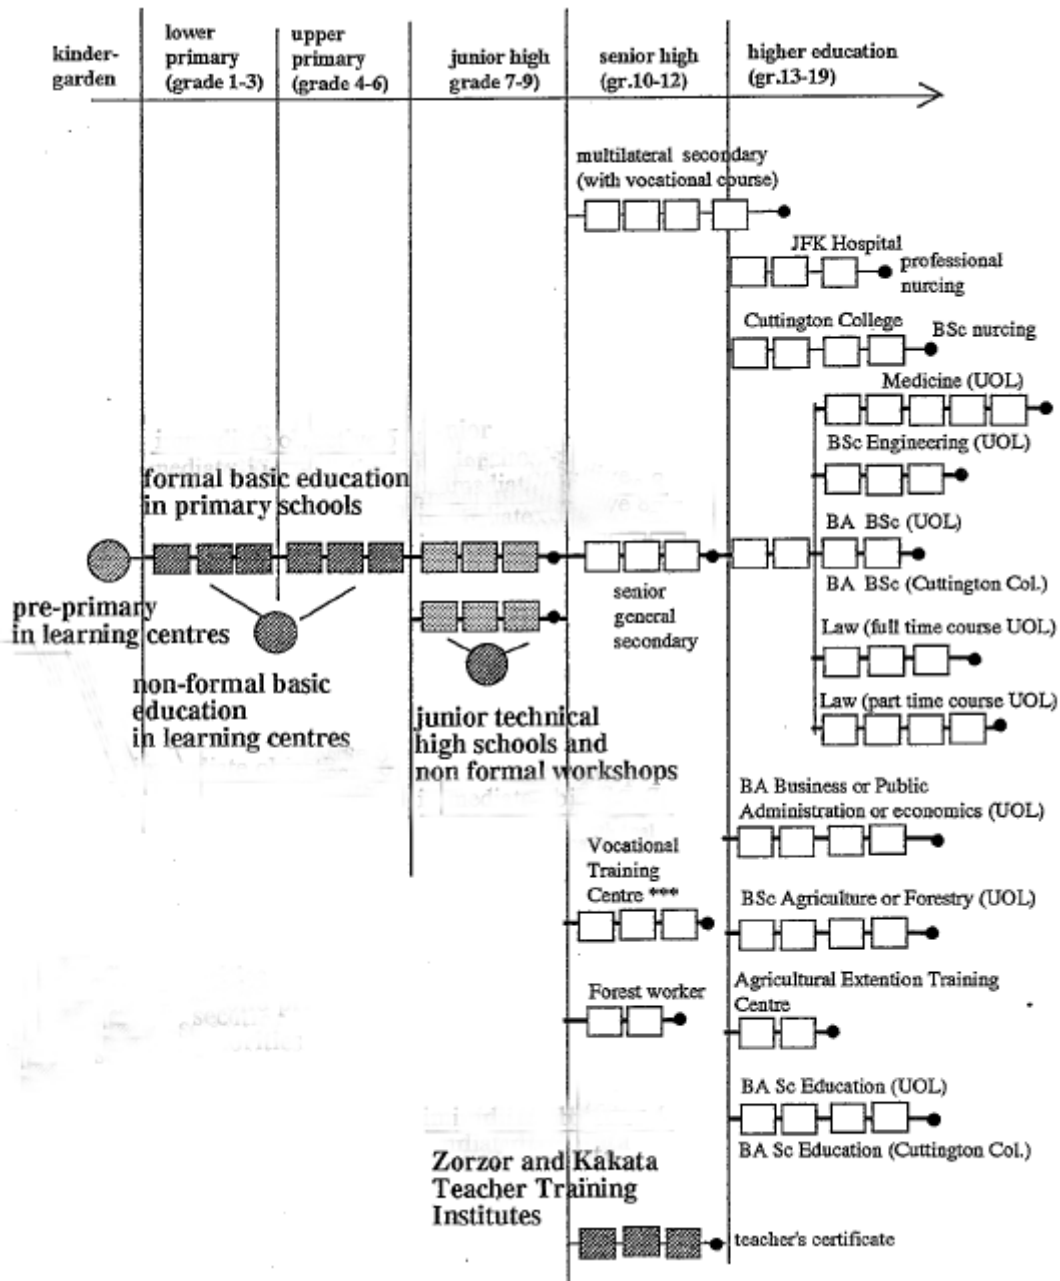 kinder-
garden
lower
primary
(grade 1-3)
upper
primary
(grade 4-6)
junior high
grade 7-9)
senior high
(gr.10-12)
higher education
(gr.13-19)
multilateral secondary
(with vocational course)
JFK Hospital
professional
nurcing
Cuttington College
BSc nurcing
Medicine (UOL)
BSc Engineering (UOL)
formal basic education
in primary schools
BA BSc (UOL)
BA BSc (Cuttington Col.)
senior
general
secondary
pre-primary
in learning centres
Law (full time course UOL)
non-formal basic
education
in learning centres
Law (part time course UOL)
junior technical
high schools and
non formal workshops
BA Business or Public
Administration or economics (UOL)
Vocational
Training
Centre ***
BSc Agriculture or Forestry (UOL)
Forest worker
Agricultural Extention Training
Centre
BA Sc Education (UOL)
BA Sc Education (Cuttington Col.)
Zorzor and Kakata
Teacher Training
Institutes
teacher's certificate